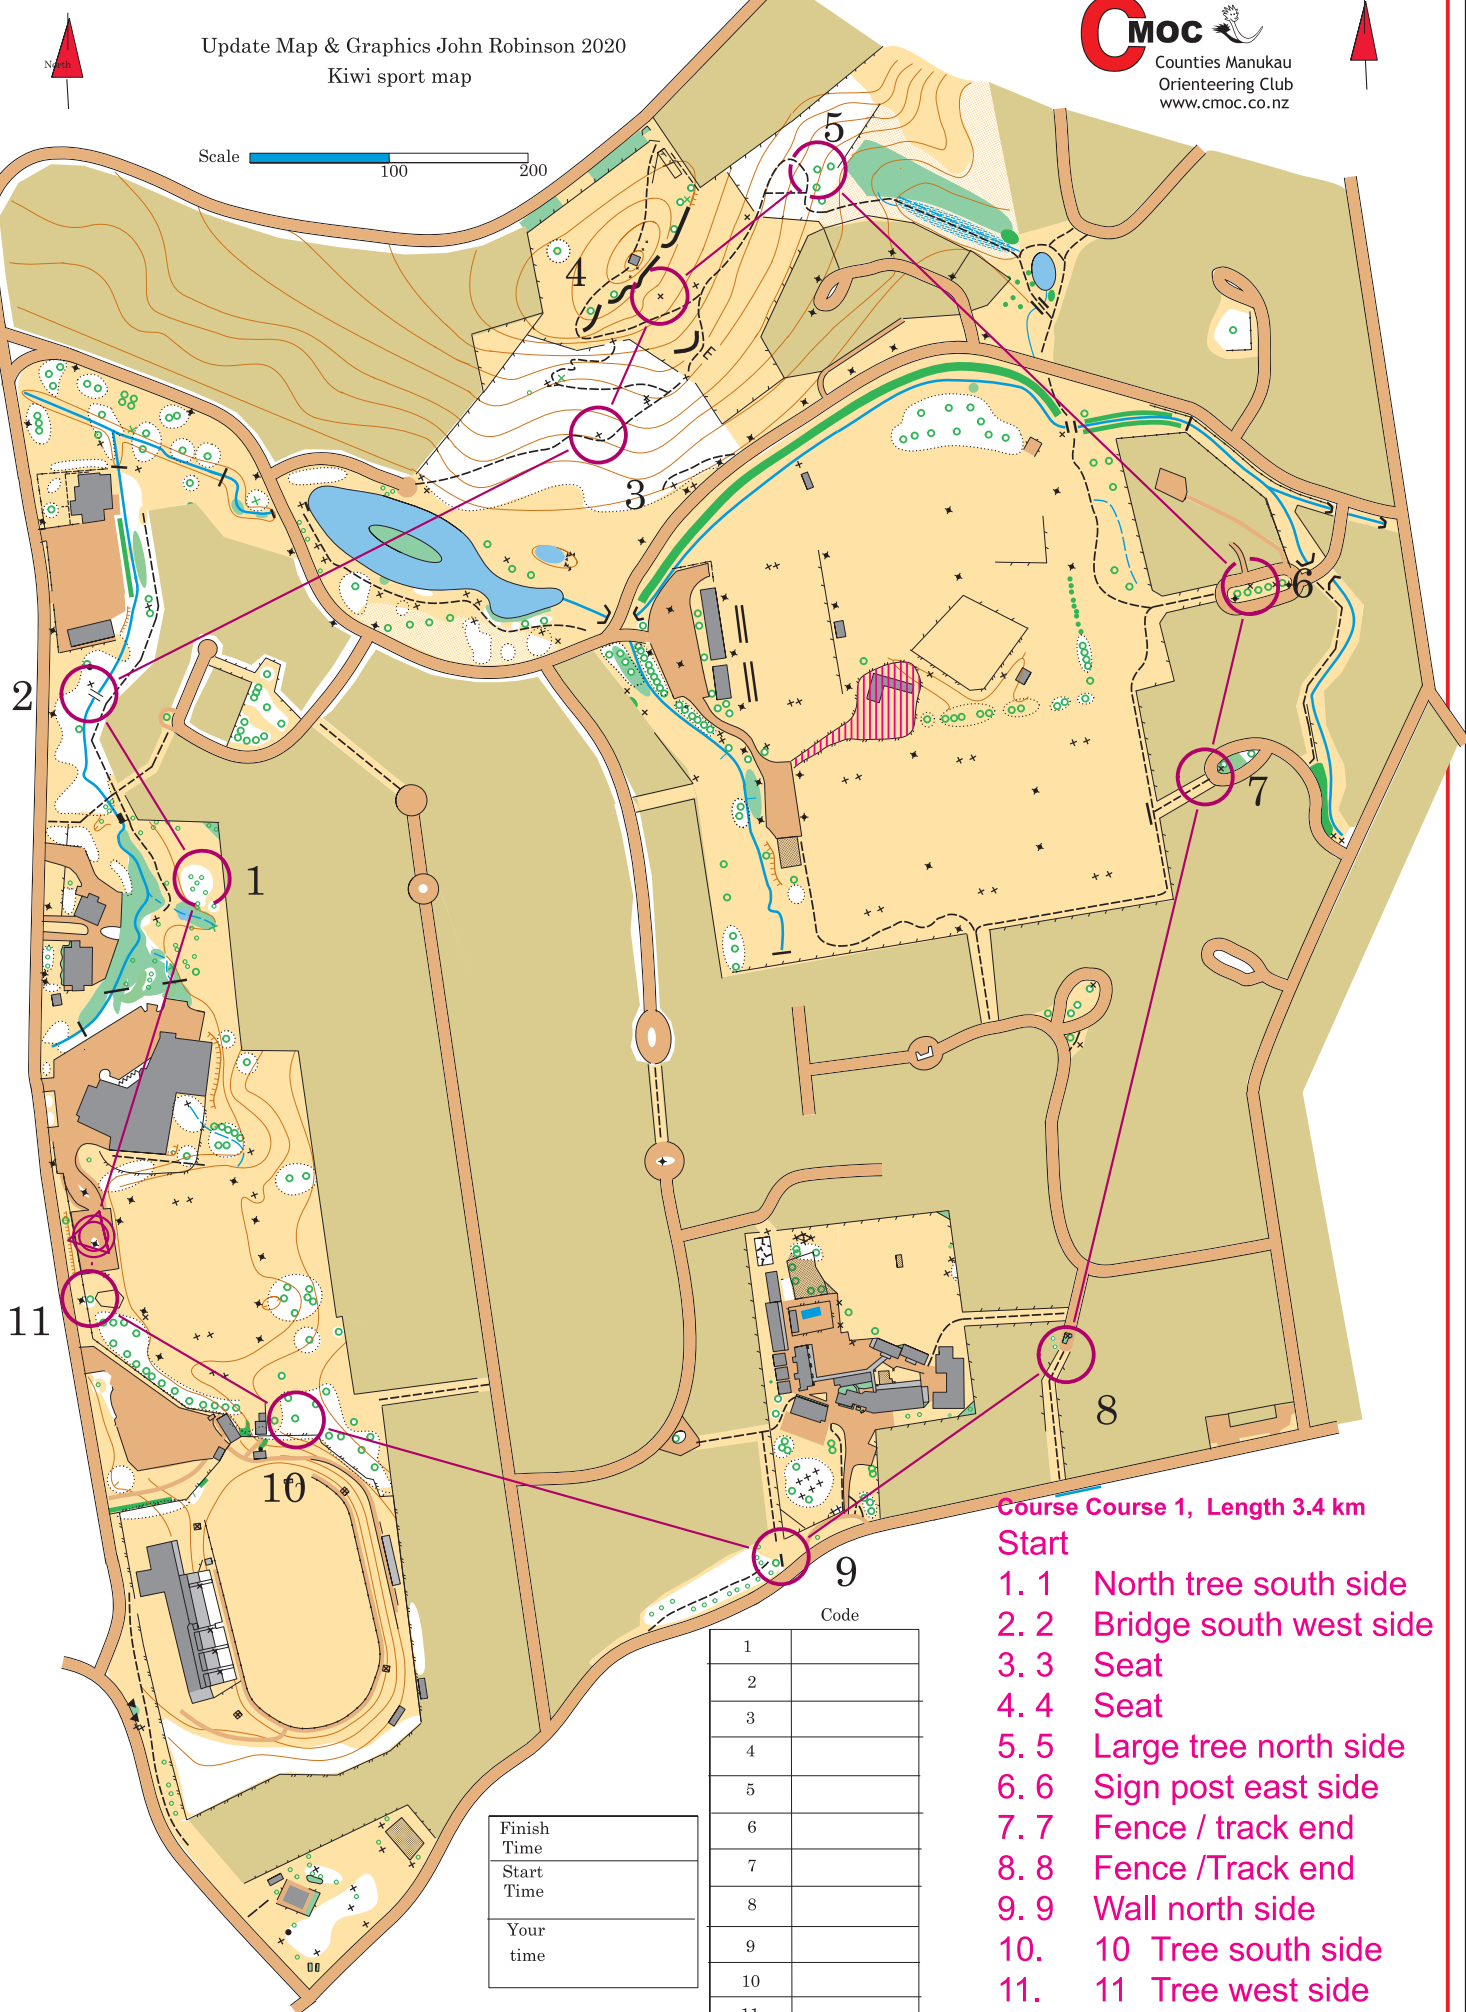 North
Update Map & Graphics John Robinson 2020
Kiwi sport map
Scale
100
200
CMOC
Counties Manukau
Orienteering Club
www.cmoc.co.nz
5
4
3
6
2
7
1
11
8
10
9
E
Course Course 1, Length 3.4 km
Start
1. 1 North tree south side
2. 2 Bridge south west side
3. 3 Seat
4. 4 Seat
5. 5 Large tree north side
6. 6 Sign post east side
7. 7 Fence / track end
8. 8 Fence /Track end
9. 9 Wall north side
10. 10 Tree south side
11. 11 Tree west side
Code
1
2
3
4
5
6
7
8
9
10
11
Finish
Time
Start
Time
Your
time